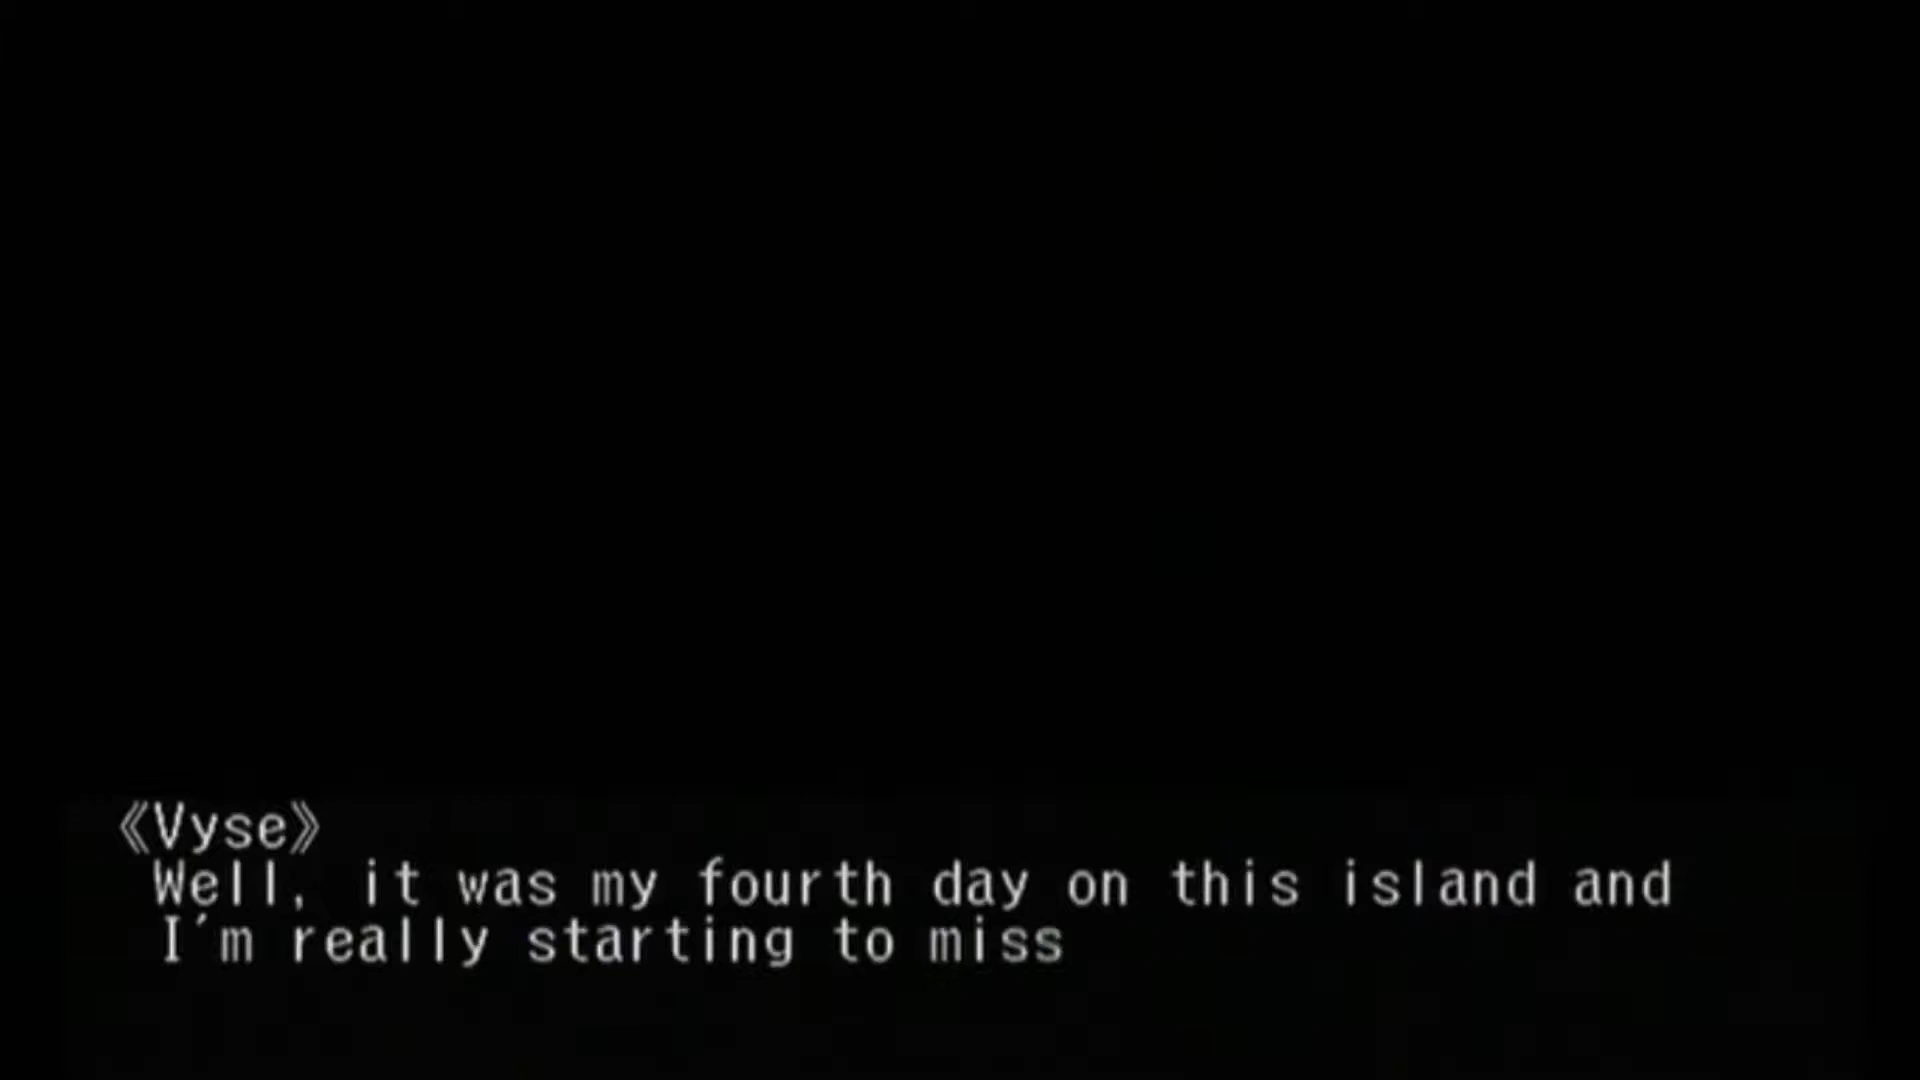 《Vyse》
Well, it was my fourth day on this island and
I'm really starting to miss